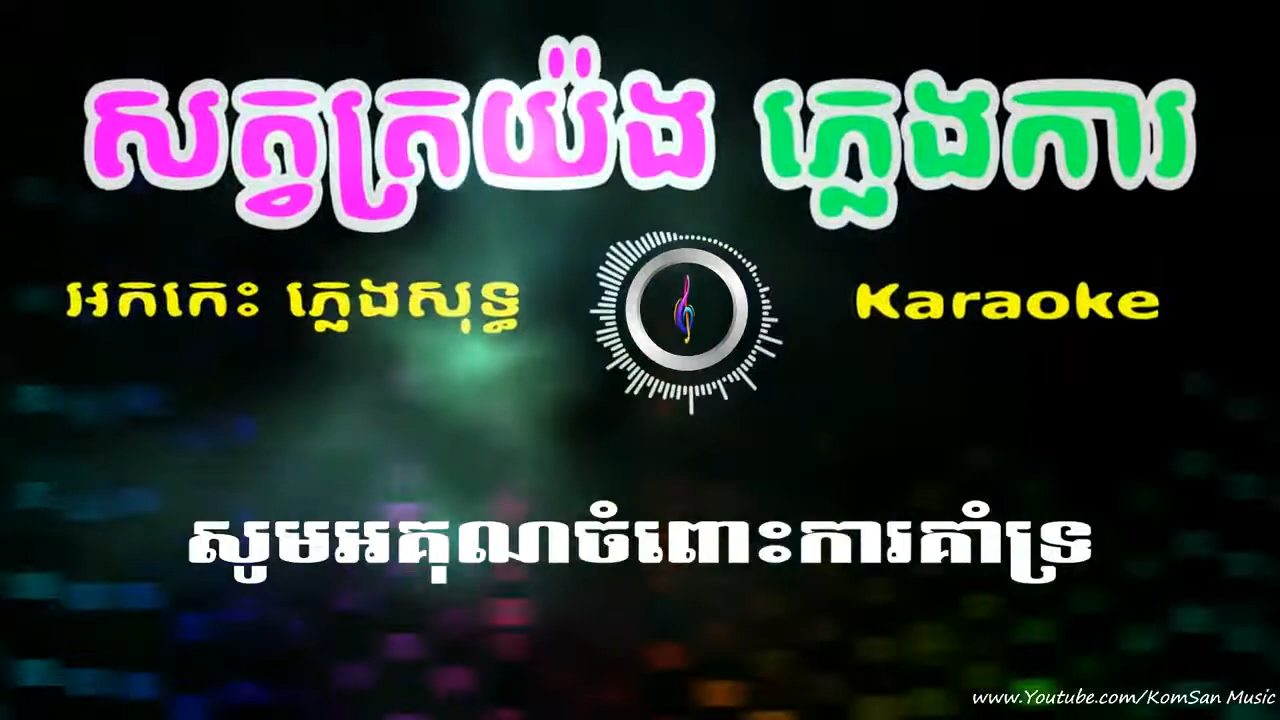 សត្វត្រយ៉ង ភ្លេងការ
អកកេះ ភ្លេងសុទ្ធ Karaoke
សូមអគុណចំពោះការគាំទ្រ
www.Youtube.com/KomSan Music